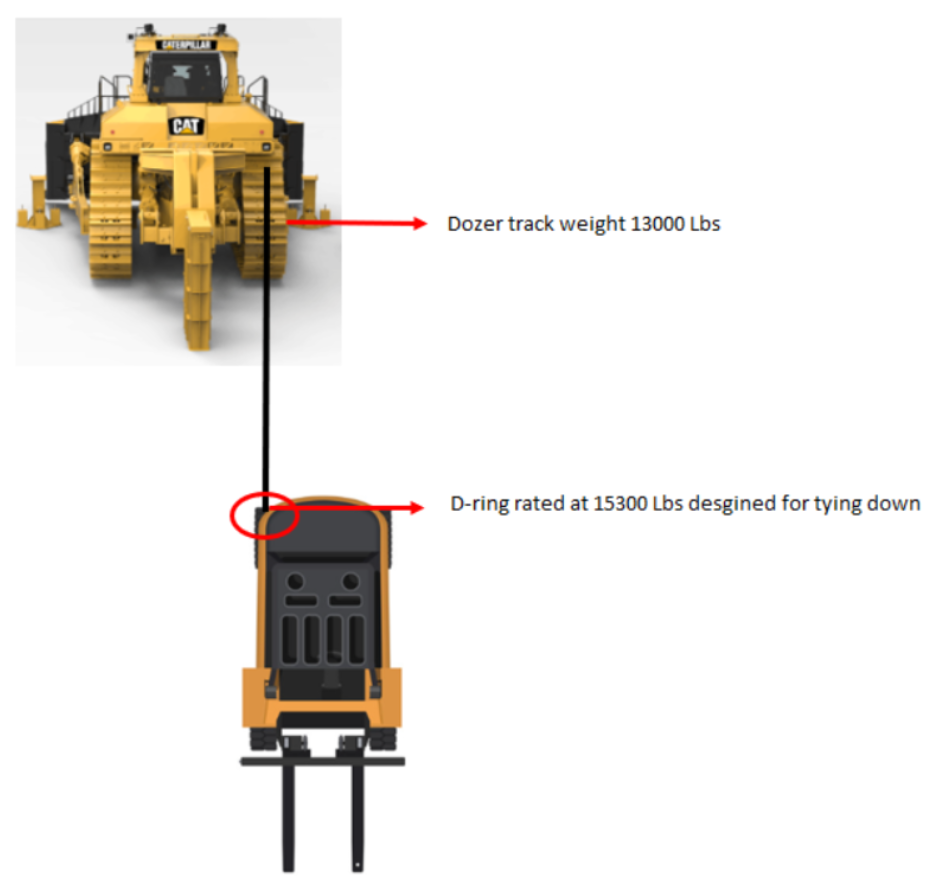 CATERPILLAR
CAT
Dozer track weight 13000 Lbs
D-ring rated at 15300 Lbs desgined for tying down